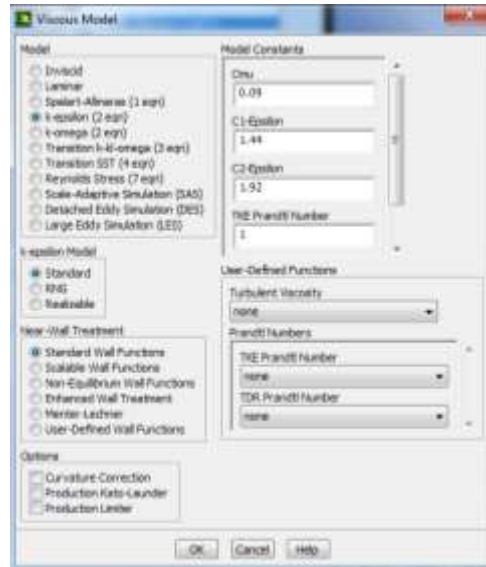 Viscous Model
Model
Inviscid
Laminar
Spalart-Allmaras (1 eqn)
k-epsilon (2 eqn)
k-omega (2 eqn)
Transition k-kl-omega (3 eqn)
Transition SST (4 eqn)
Reynolds Stress (7 eqn)
Scale-Adaptive Simulation (SAS)
Detached Eddy Simulation (DES)
Large Eddy Simulation (LES)
k-epsilon Model
Standard
RNG
Realizable
Near-Wall Treatment
Standard Wall Functions
Scalable Wall Functions
Non-Equilibrium Wall Functions
Enhanced Wall Treatment
Menter-Lechner
User-Defined Wall Functions
Options
Curvature Correction
Production Kato-Launder
Production Limiter
Model Constants
Cmu
0.09
C1-Epsilon
1.44
C2-Epsilon
1.92
TKE Prandtl Number
1
User-Defined Functions
Turbulent Viscosity
none
Prandtl Numbers
TKE Prandtl Number
none
TDR Prandtl Number
none
OK
Cancel
Help